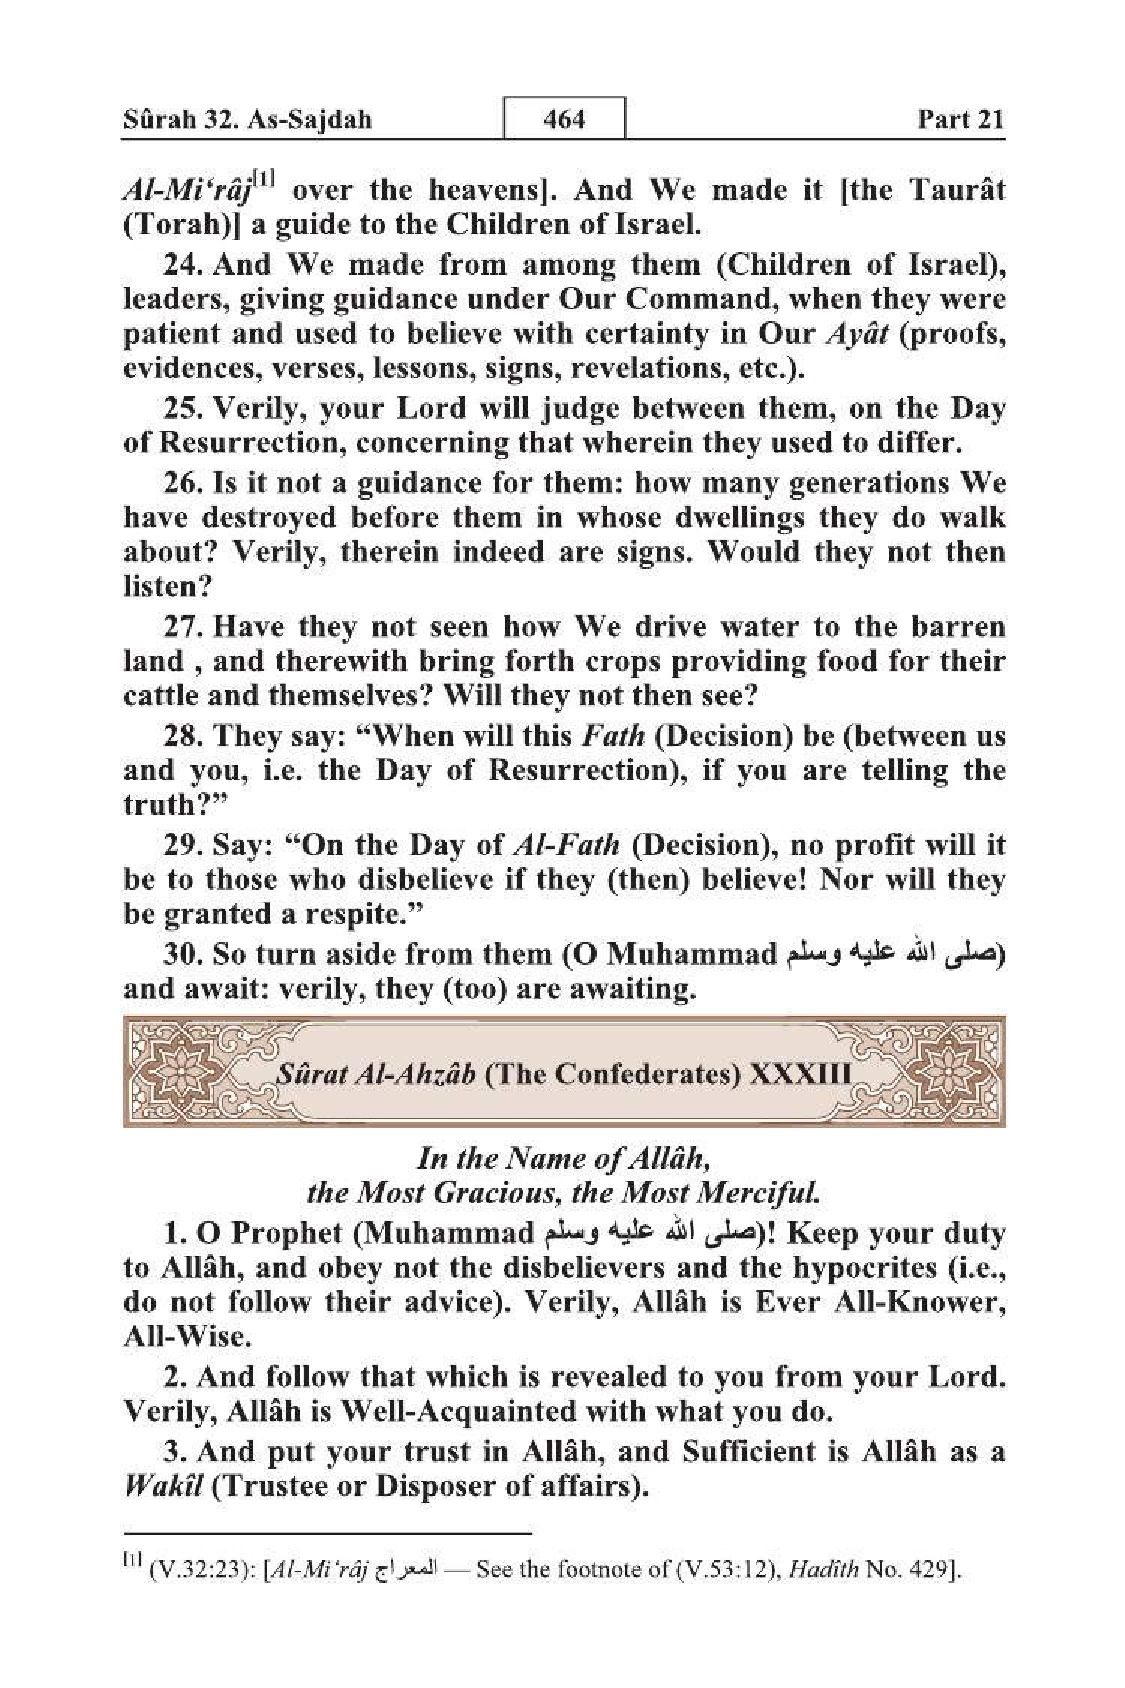 Sûrah 32. As-Sajdah 464 Part 21
Al-Mi‘râj[1] over the heavens]. And We made it [the Taurât
(Torah)] a guide to the Children of Israel.
24. And We made from among them (Children of Israel),
leaders, giving guidance under Our Command, when they were
patient and used to believe with certainty in Our Ayât (proofs,
evidences, verses, lessons, signs, revelations, etc.).
25. Verily, your Lord will judge between them, on the Day
of Resurrection, concerning that wherein they used to differ.
26. Is it not a guidance for them: how many generations We
have destroyed before them in whose dwellings they do walk
about? Verily, therein indeed are signs. Would they not then
listen?
27. Have they not seen how We drive water to the barren
land , and therewith bring forth crops providing food for their
cattle and themselves? Will they not then see?
28. They say: “When will this Fath (Decision) be (between us
and you, i.e. the Day of Resurrection), if you are telling the
truth?”
29. Say: “On the Day of Al-Fath (Decision), no profit will it
be to those who disbelieve if they (then) believe! Nor will they
be granted a respite.”
30. So turn aside from them (O Muhammad صلى الله عليه وسلم)
and await: verily, they (too) are awaiting.
Sûrat Al-Ahzâb (The Confederates) XXXIII
In the Name of Allâh,
the Most Gracious, the Most Merciful.
1. O Prophet (Muhammad صلى الله عليه وسلم)! Keep your duty
to Allâh, and obey not the disbelievers and the hypocrites (i.e.,
do not follow their advice). Verily, Allâh is Ever All-Knower,
All-Wise.
2. And follow that which is revealed to you from your Lord.
Verily, Allâh is Well-Acquainted with what you do.
3. And put your trust in Allâh, and Sufficient is Allâh as a
Wakîl (Trustee or Disposer of affairs).
[1] (V.32:23): [Al-Mi‘râj المعراج — See the footnote of (V.53:12), Hadîth No. 429].